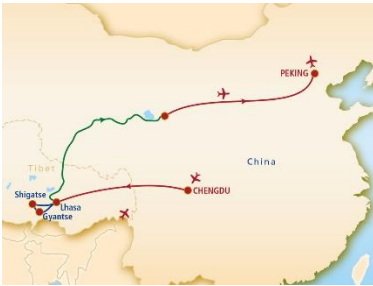 PEKING
China
Tibet
CHENGDU
Shigatse
Lhasa
Gyantse